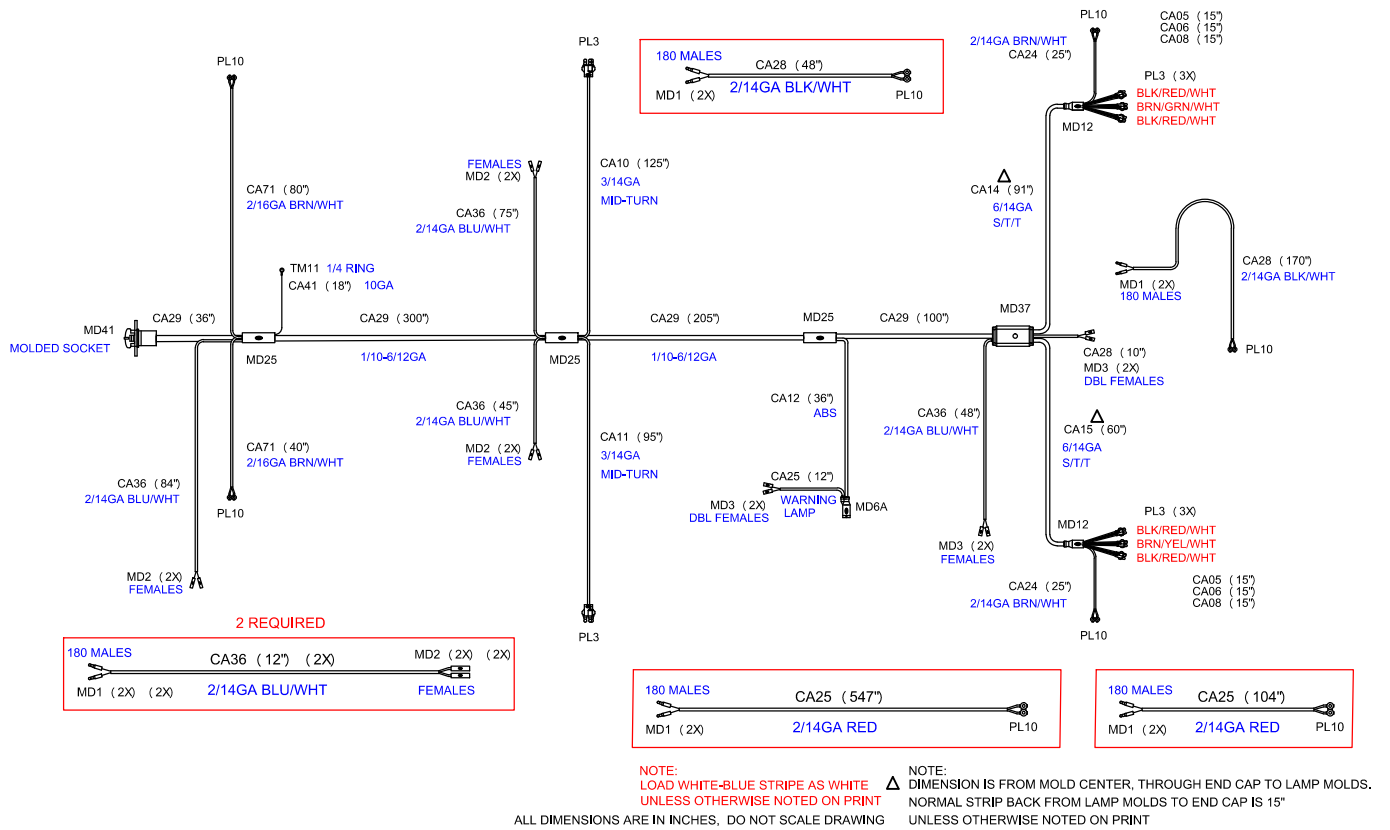 PL10
CA05 (15")
CA06 (15")
CA08 (15")
2/14GA BRN/WHT
CA24 (25")
PL3
180 MALES
CA28 (48")
2/14GA BLK/WHT
MD1 (2X)
PL10
PL10
PL3 (3X)
BLK/RED/WHT
BRN/GRN/WHT
BLK/RED/WHT
MD12
FEMALES
MD2 (2X)
CA10 (125")
3/14GA
MID-TURN
CA71 (80")
2/16GA BRN/WHT
CA36 (75")
2/14GA BLU/WHT
CA14 (91")
6/14GA
S/T/T
TM11 1/4 RING
CA41 (18") 10GA
CA28 (170")
2/14GA BLK/WHT
MD1 (2X)
180 MALES
PL10
MD41
MOLDED SOCKET
CA29 (36")
MD25
CA29 (300")
1/10-6/12GA
MD25
CA29 (205")
1/10-6/12GA
MD25
CA29 (100")
MD37
CA28 (10")
MD3 (2X)
DBL FEMALES
CA36 (45")
2/14GA BLU/WHT
MD2 (2X)
FEMALES
CA12 (36")
ABS
CA36 (48")
2/14GA BLU/WHT
CA15 (60")
6/14GA
S/T/T
CA71 (40")
2/16GA BRN/WHT
CA11 (95")
3/14GA
MID-TURN
CA36 (84")
2/14GA BLU/WHT
PL10
CA25 (12")
WARNING
LAMP
MD3 (2X)
DBL FEMALES
MD6A
MD3 (2X)
FEMALES
MD12
PL3 (3X)
BLK/RED/WHT
BRN/YEL/WHT
BLK/RED/WHT
MD2 (2X)
FEMALES
CA24 (25")
2/14GA BRN/WHT
CA05 (15")
CA06 (15")
CA08 (15")
PL3
PL10
2 REQUIRED
180 MALES
CA36 (12") (2X)
MD2 (2X) (2X)
MD1 (2X) (2X)
2/14GA BLU/WHT
FEMALES
180 MALES
CA25 (547")
MD1 (2X)
2/14GA RED
PL10
180 MALES
CA25 (104")
MD1 (2X)
2/14GA RED
PL10
NOTE:
LOAD WHITE-BLUE STRIPE AS WHITE
UNLESS OTHERWISE NOTED ON PRINT
NOTE:
DIMENSION IS FROM MOLD CENTER, THROUGH END CAP TO LAMP MOLDS.
NORMAL STRIP BACK FROM LAMP MOLDS TO END CAP IS 15"
UNLESS OTHERWISE NOTED ON PRINT
ALL DIMENSIONS ARE IN INCHES, DO NOT SCALE DRAWING